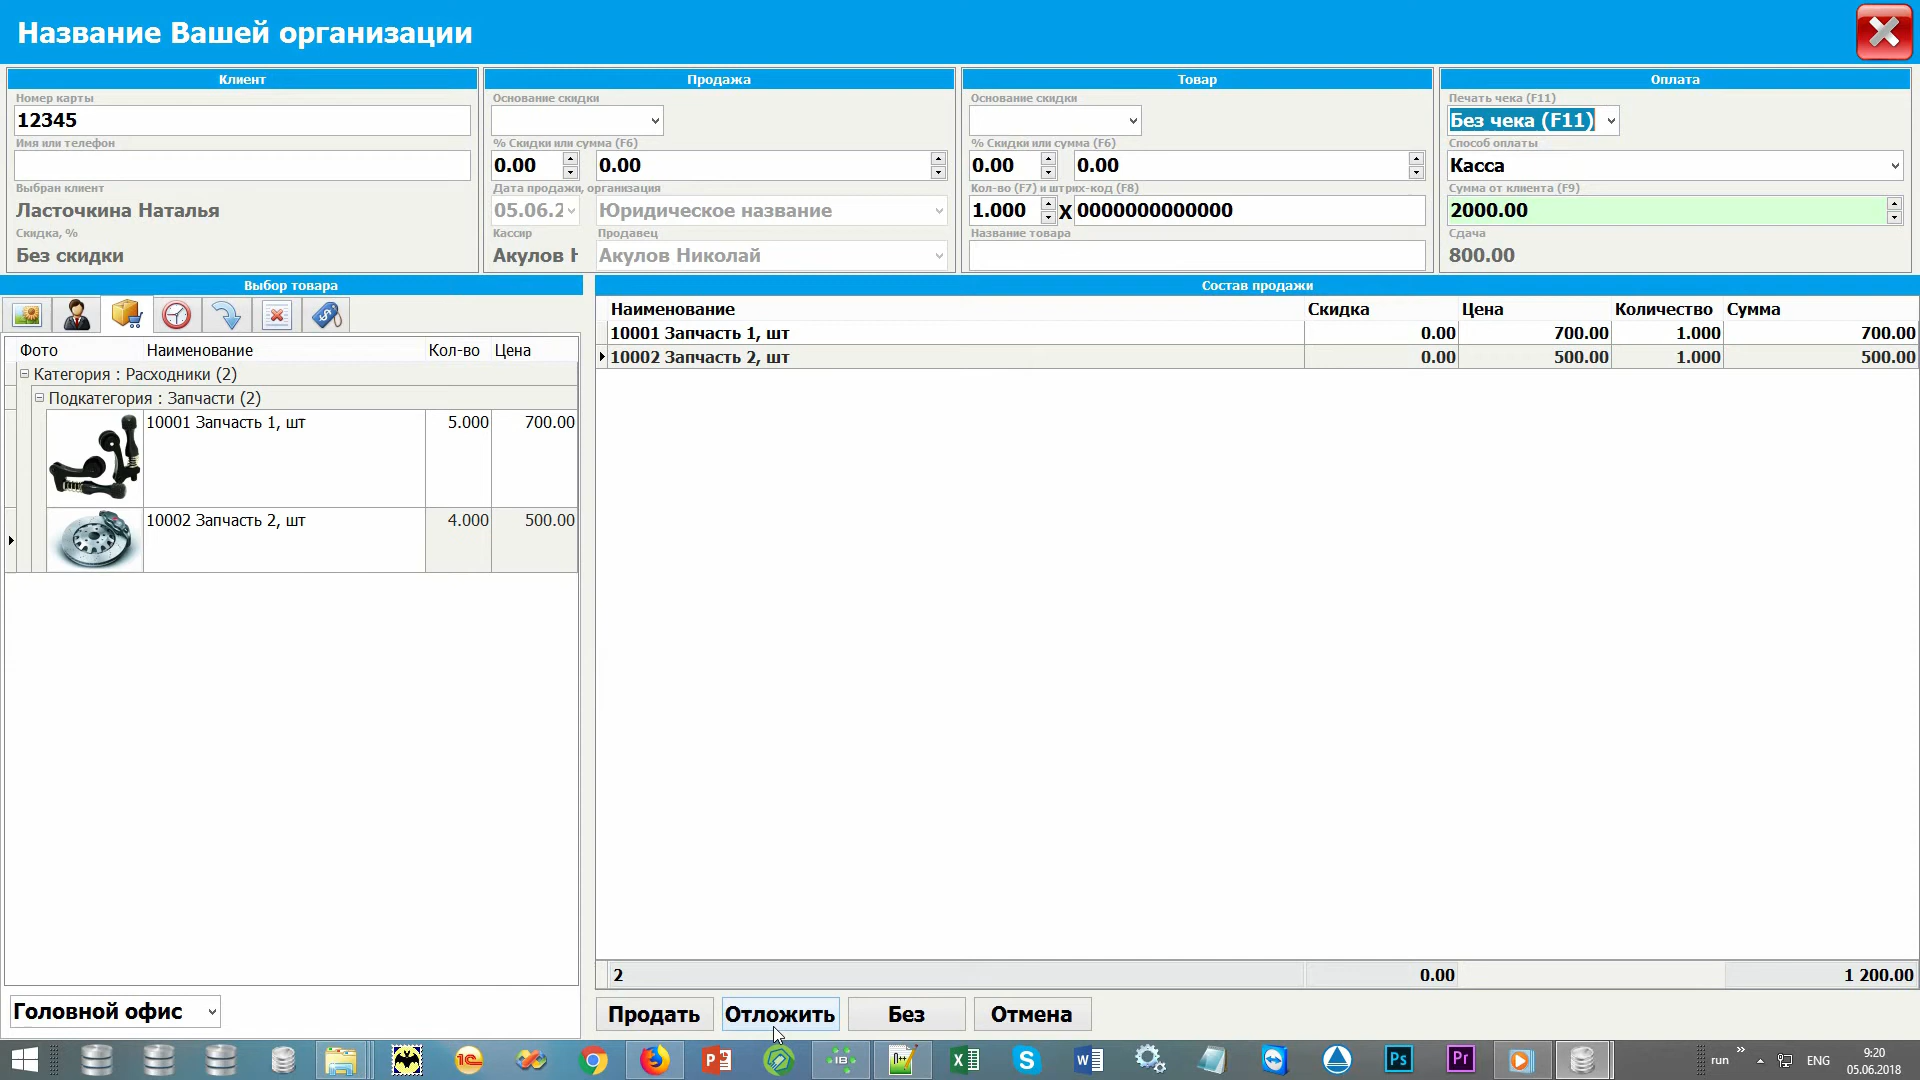 Название Вашей организации
Клиент
Номер карты
12345
Имя или телефон
Выбран клиент
Ласточкина Наталья
Скидка, %
Без скидки
Продажа
Основание скидки
% Скидки или сумма (F6)
0.00 0.00
Дата продажи, организация
05.06.2 Юридическое название
Кассир Продавец
Акулов Н Акулов Николай
Товар
Основание скидки
% Скидки или сумма (F6)
0.00 0.00
Кол-во (F7) и штрих-код (F8)
1.000 X 0000000000000
Название товара
Оплата
Печать чека (F11)
Без чека (F11)
Способ оплаты
Касса
Сумма от клиента (F9)
2000.00
Сдача
800.00
Выбор товара
Фото Наименование Кол-во Цена
Категория : Расходники (2)
Подкатегория : Запчасти (2)
10001 Запчасть 1, шт 5.000 700.00
10002 Запчасть 2, шт 4.000 500.00
Головной офис
Состав продажи
Наименование Скидка Цена Количество Сумма
10001 Запчасть 1, шт 0.00 700.00 1.000 700.00
10002 Запчасть 2, шт 0.00 500.00 1.000 500.00
2 0.00 1 200.00
Продать Отложить Без Отмена
run ENG 9:20
05.06.2018